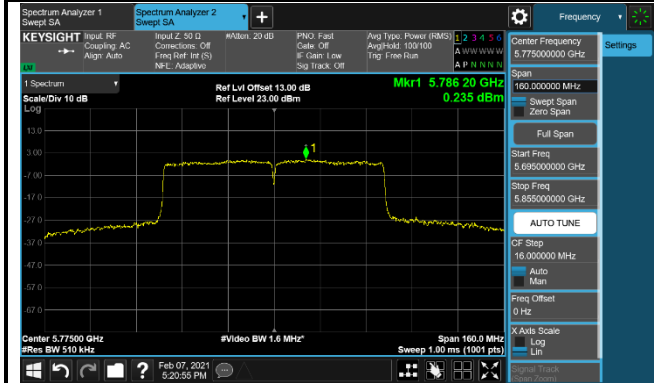 Spectrum Analyzer 1
Swept SA
Spectrum Analyzer 2
Swept SA
+
Frequency
KEYSIGHT
Input: RF
Coupling: AC
Align: Auto
Input Z: 50 Ω
Corrections: Off
Freq Ref: Int (S)
NFE: Adaptive
#Atten: 20 dB
PNO: Fast
Gate: Off
IF Gain: Low
Sig Track: Off
Avg Type: Power (RMS)
Avg|Hold: 100/100
Trig: Free Run
1 2 3 4 5 6
A W W W W W
A P N N N N
LXI
1 Spectrum
Scale/Div 10 dB
Log
Ref Lvl Offset 13.00 dB
Ref Level 23.00 dBm
Mkr1 5.786 20 GHz
0.235 dBm
13.0
3.00
-7.00
-17.0
-27.0
-37.0
-47.0
-57.0
-67.0
1
Center 5.77500 GHz
#Res BW 510 kHz
#Video BW 1.6 MHz*
Span 160.0 MHz
Sweep 1.00 ms (1001 pts)
Center Frequency
5.775000000 GHz
Settings
Span
160.000000 MHz
Swept Span
Zero Span
Full Span
Start Freq
5.695000000 GHz
Stop Freq
5.855000000 GHz
AUTO TUNE
CF Step
16.000000 MHz
Auto
Man
Freq Offset
0 Hz
X Axis Scale
Log
Lin
Signal Track
(Span Zoom)
?
Feb 07, 2021
5:20:55 PM